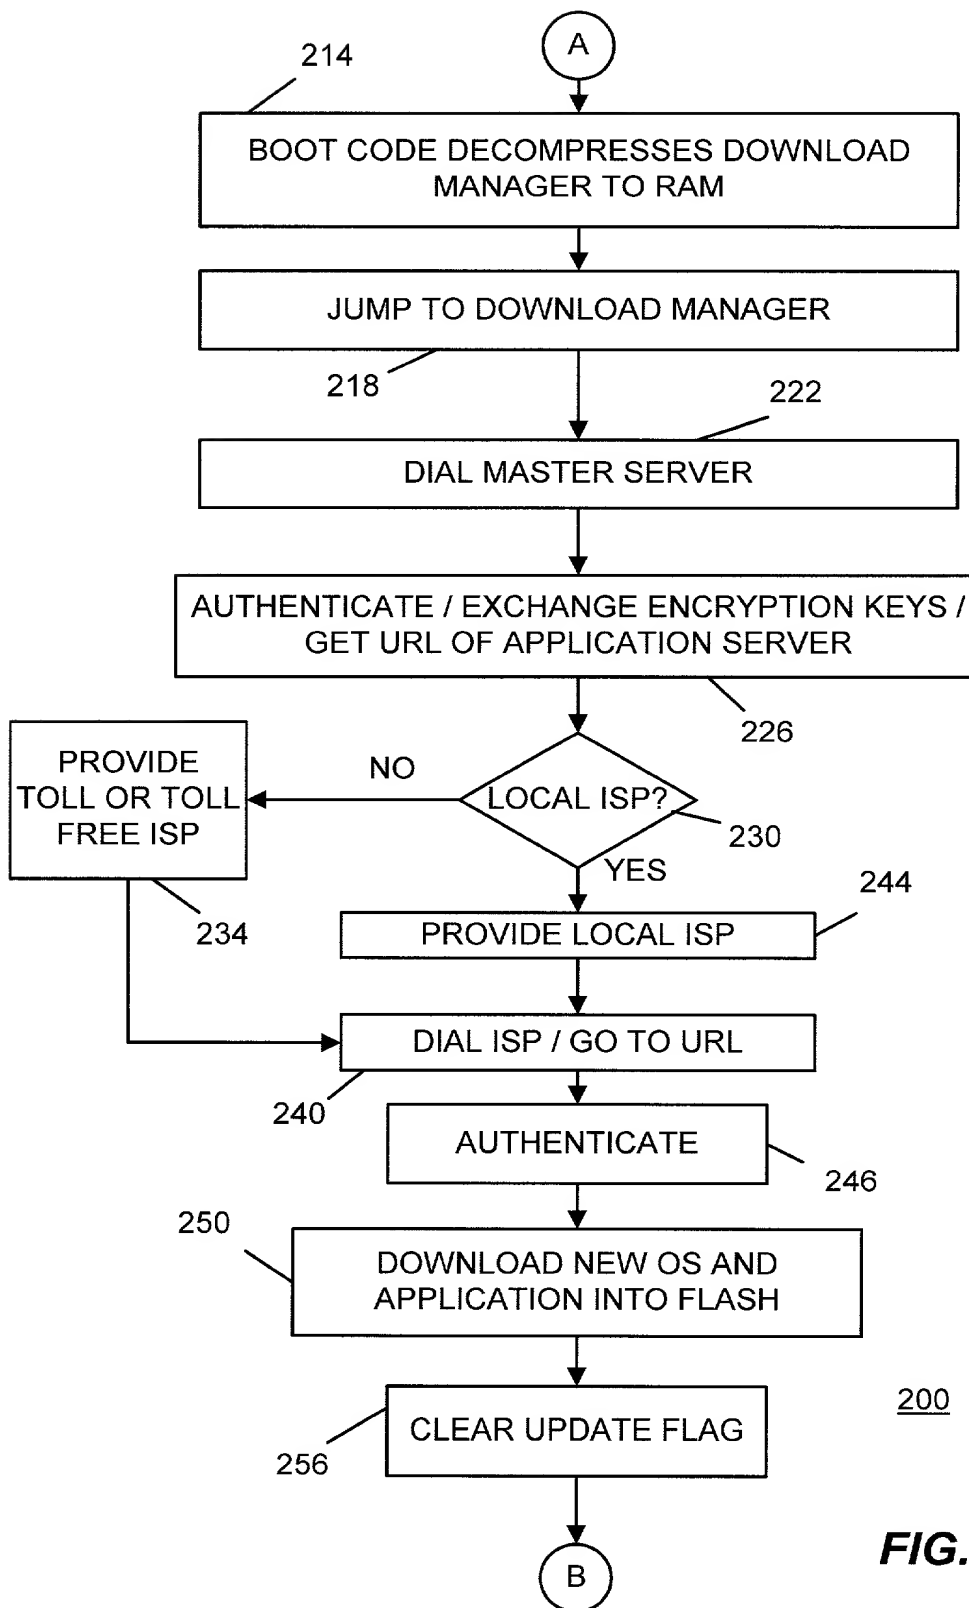 A
214
BOOT CODE DECOMPRESSES DOWNLOAD
MANAGER TO RAM
JUMP TO DOWNLOAD MANAGER
218
222
DIAL MASTER SERVER
AUTHENTICATE / EXCHANGE ENCRYPTION KEYS /
GET URL OF APPLICATION SERVER
226
PROVIDE
TOLL OR TOLL
FREE ISP
NO
LOCAL ISP?
230
YES
234
244
PROVIDE LOCAL ISP
DIAL ISP / GO TO URL
240
AUTHENTICATE
246
250
DOWNLOAD NEW OS AND
APPLICATION INTO FLASH
200
CLEAR UPDATE FLAG
256
FIG.
B